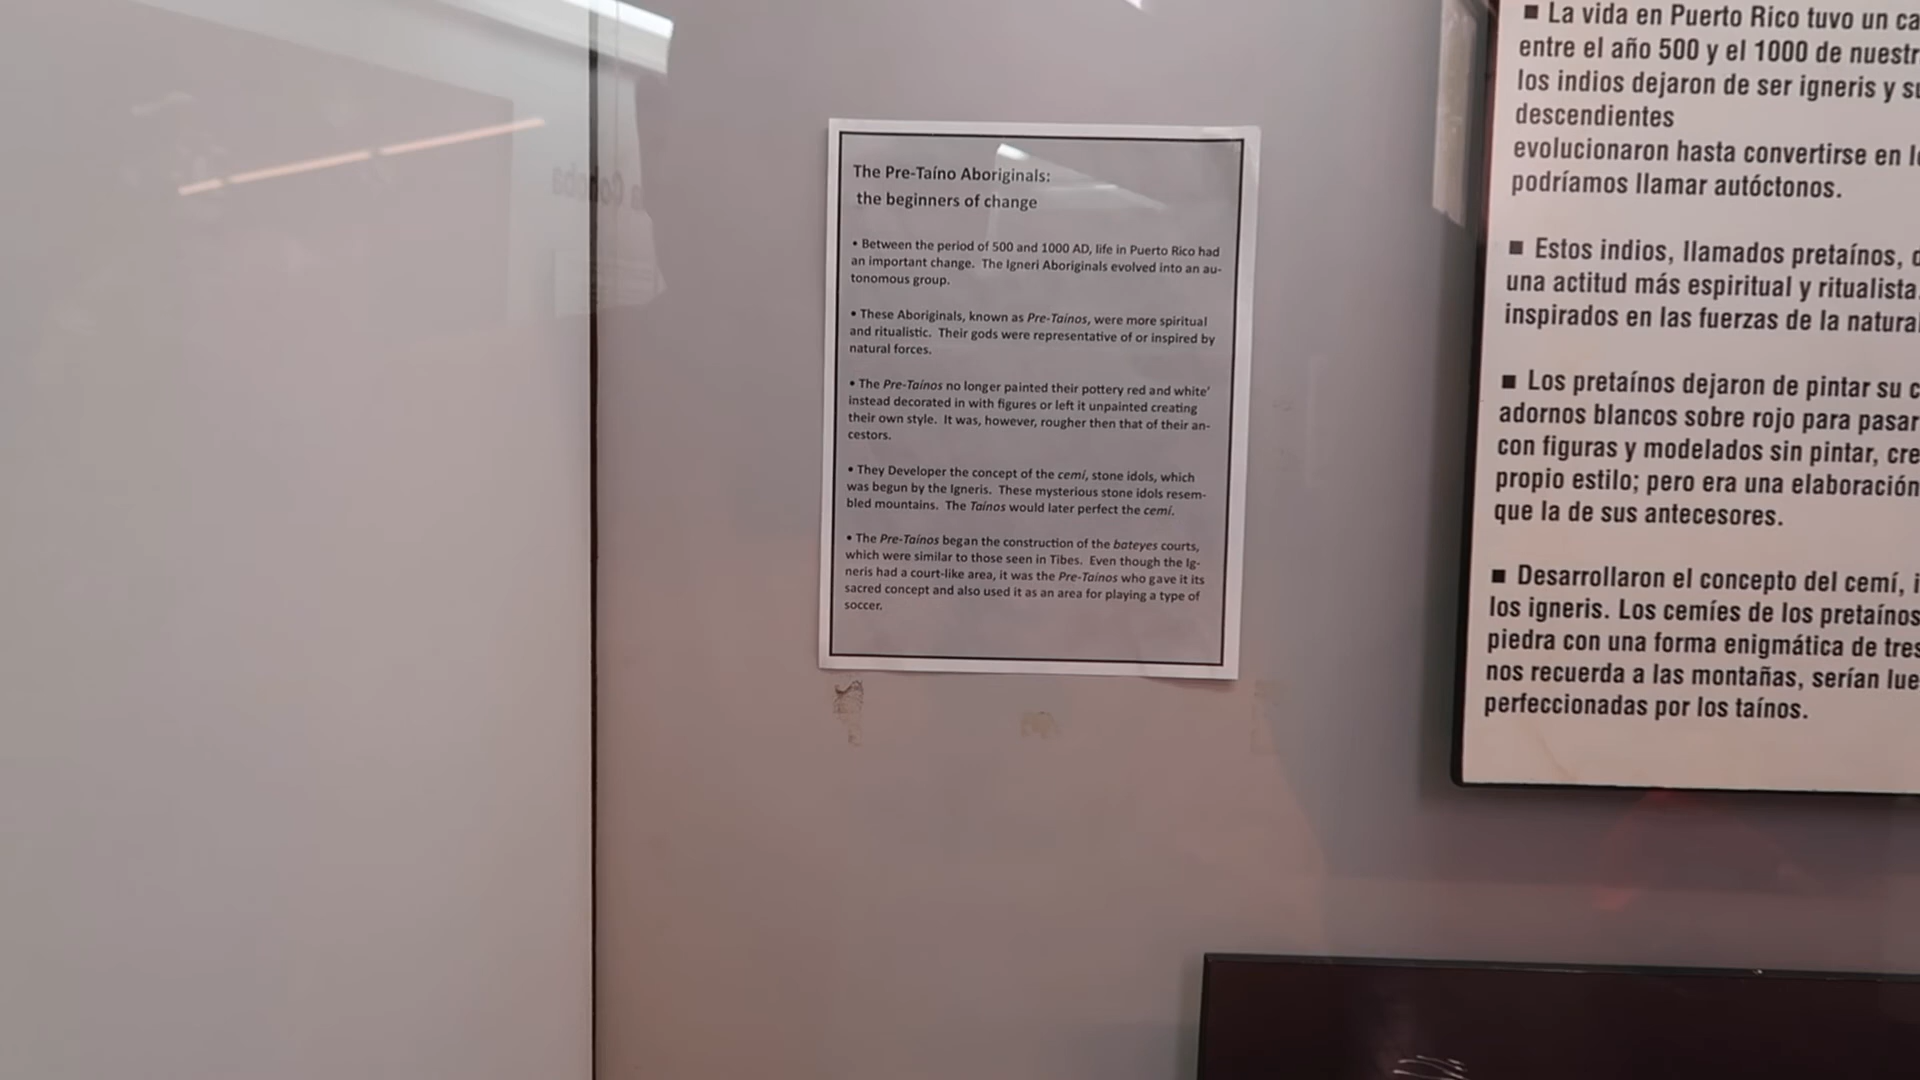 The Pre-Taíno Aboriginals:
the beginners of change
• Between the period of 500 and 1000 AD, life in Puerto Rico had
an important change. The Igneri Aboriginals evolved into an au-
tonomous group.
• These Aboriginals, known as Pre-Taínos, were more spiritual
and ritualistic. Their gods were representative of or inspired by
natural forces.
• The Pre-Taínos no longer painted their pottery red and white'
instead decorated in with figures or left it unpainted creating
their own style. It was, however, rougher then that of their an-
cestors.
• They Developer the concept of the cemí, stone idols, which
was begun by the Igneris. These mysterious stone idols resem-
bled mountains. The Taínos would later perfect the cemí.
• The Pre-Taínos began the construction of the bateyes courts,
which were similar to those seen in Tibes. Even though the Ig-
neris had a court-like area, it was the Pre-Taínos who gave it its
sacred concept and also used it as an area for playing a type of
soccer.
■ La vida en Puerto Rico tuvo un ca
entre el año 500 y el 1000 de nuestr
los indios dejaron de ser igneris y su
descendientes
evolucionaron hasta convertirse en l
podríamos llamar autóctonos.
■ Estos indios, llamados pretaínos,
una actitud más espiritual y ritualista.
inspirados en las fuerzas de la natural
■ Los pretaínos dejaron de pintar su c
adornos blancos sobre rojo para pasar
con figuras y modelados sin pintar, cre
propio estilo; pero era una elaboración
que la de sus antecesores.
■ Desarrollaron el concepto del cemí, i
los igneris. Los cemíes de los pretaínos
piedra con una forma enigmática de tres
nos recuerda a las montañas, serían lue
perfeccionadas por los taínos.